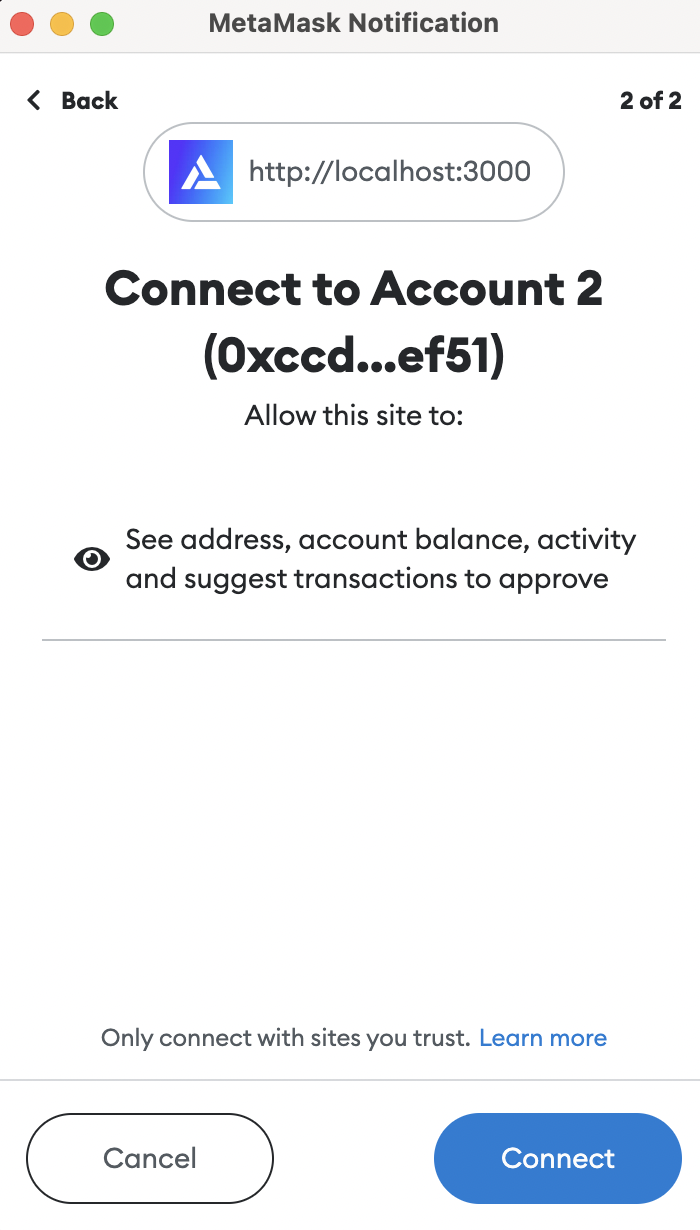 MetaMask Notification
Back
2 of 2
http://localhost:3000
Connect to Account 2
(0xccd...ef51)
Allow this site to:
See address, account balance, activity
and suggest transactions to approve
Only connect with sites you trust. Learn more
Cancel
Connect